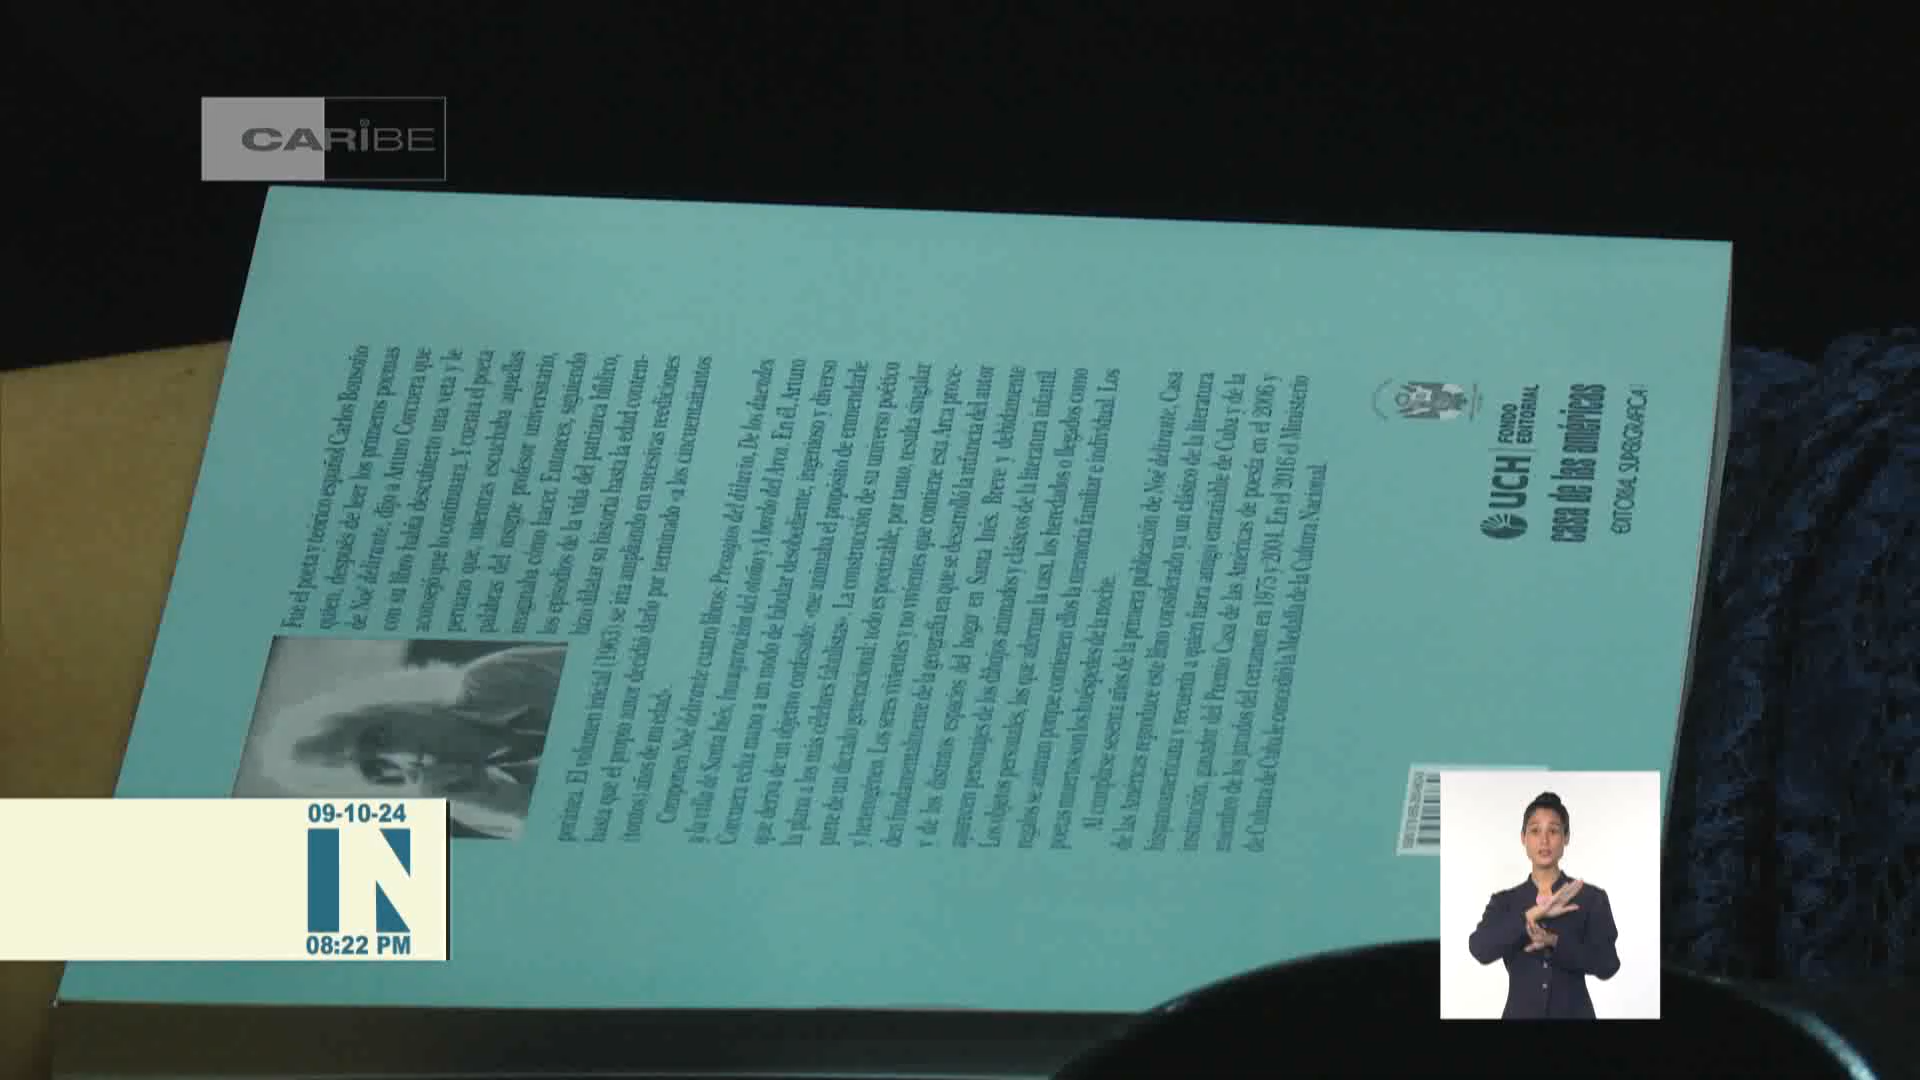 CARiBE
Fue el poeta y teórico español Carlos Bousoño
quien, después de leer los primeros poemas
de Noé delirante, dijo a Arturo Corcuera que
con su libro había descubierto una veta y le
aconsejó que lo continuara. Y cuenta el poeta
peruano que, mientras escuchaba aquellas
palabras del insigne profesor universitario,
imaginaba cómo hacer. Entonces, siguiendo
los episodios de la vida del patriarca bíblico,
hizo dilatar su historia hasta la edad contem-
poránea. El volumen inicial (1963) se iría ampliando en sucesivas reediciones
hasta que el propio autor decidió darlo por terminado «a los cincuentaitantos
(tontos) años de mi edad».
Componen Noé delirante cuatro libros: Presagios del diluvio, De los duendes
y la villa de Santa Inés, Inauguración del otoño y A bordo del Arca. En él, Arturo
Corcuera echa mano a un modo de fabular desobediente, ingenioso y diverso
que deriva de un objetivo confesado: «me animaba el propósito de enmendarle
la plana a los más célebres fabulistas». La construcción de su universo poético
parte de un dictado generacional: todo es poetizable, por tanto, resulta singular
y heterogéneo. Los seres vivientes y no vivientes que contiene esta Arca proce-
den fundamentalmente de la geografía en que se desarrolló la infancia del autor
y de los distintos espacios del hogar en Santa Inés. Breve y debidamente
aparecen personajes de los dibujos animados y clásicos de la literatura infantil.
Los objetos personales, los que adornan la casa, los heredados o llegados como
regalos se animan porque contienen ellos la memoria familiar e individual. Los
poetas muertos son los huéspedes de la noche.
Al cumplirse sesenta años de la primera publicación de Noé delirante, Casa
de las Américas reproduce este libro considerado ya un clásico de la literatura
hispanoamericana y recuerda a quien fuera amigo entrañable de Cuba y de la
institución, ganador del Premio Casa de las Américas de poesía en el 2006 y
miembro de los jurados del certamen en 1975 y 2004. En el 2016 el Ministerio
de Cultura de Cuba le concedió la Medalla de la Cultura Nacional.
UCH FONDO
EDITORIAL
casa de las américas
EDITORIAL SUPERGRÁFICA
09-10-24
IN
08:22 PM